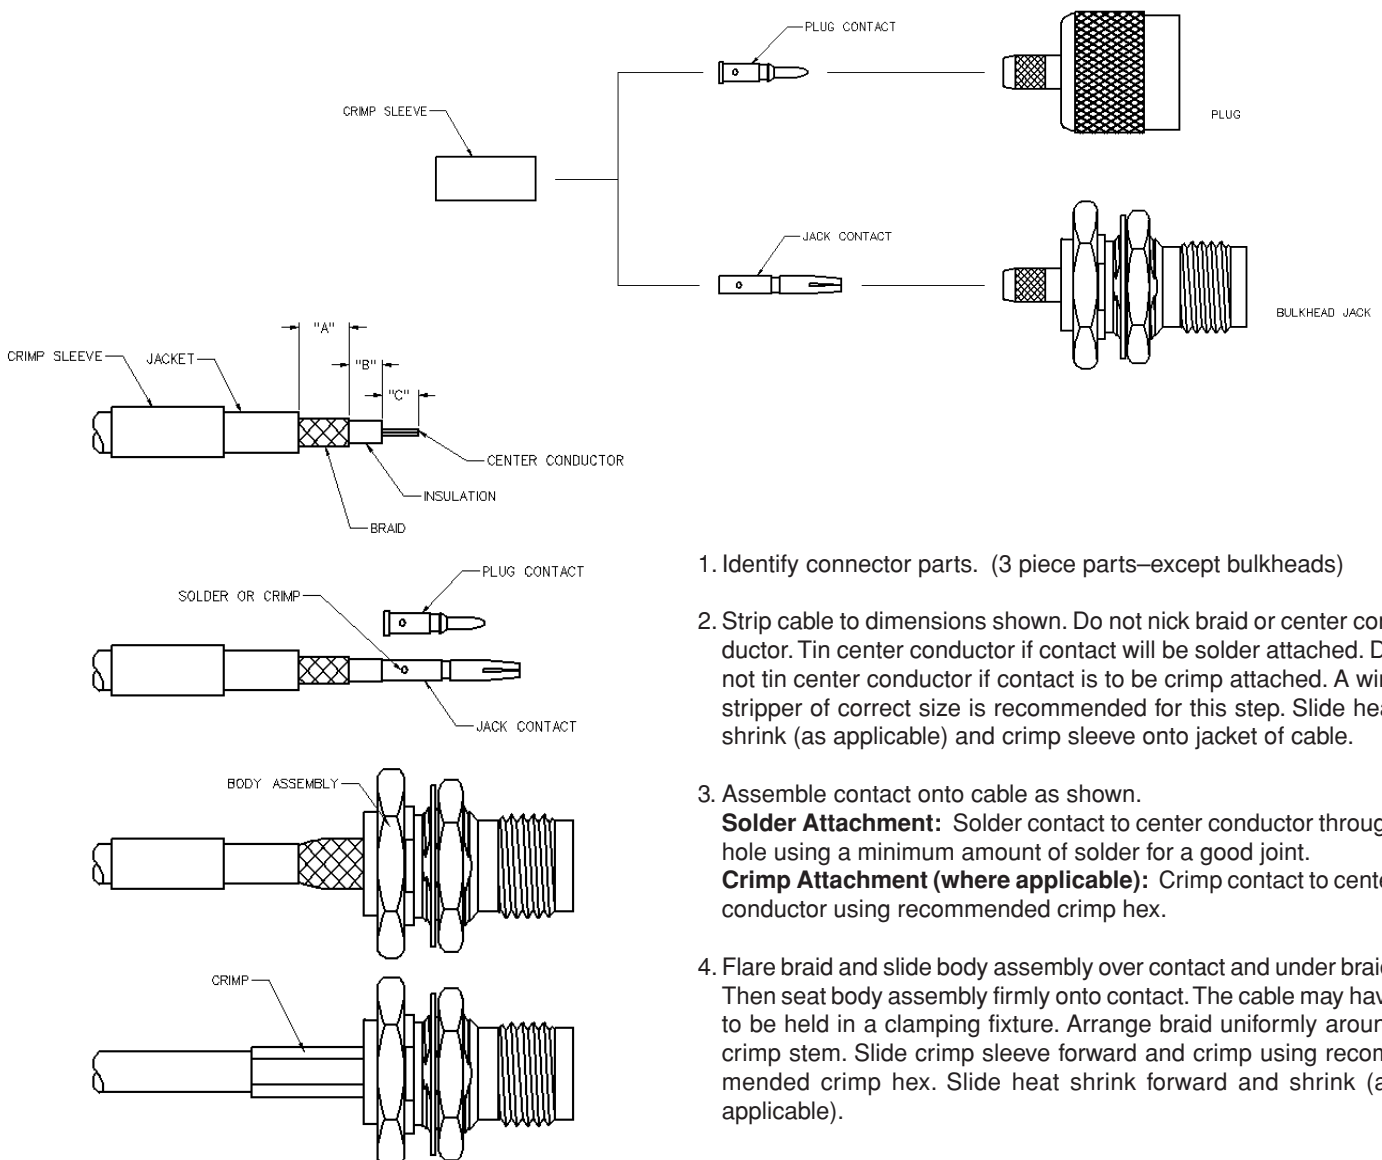 PLUG CONTACT
CRIMP SLEEVE
PLUG
JACK CONTACT
BULKHEAD JACK
"A"
"B"
"C"
CRIMP SLEEVE
JACKET
CENTER CONDUCTOR
INSULATION
BRAID
PLUG CONTACT
SOLDER OR CRIMP
JACK CONTACT
BODY ASSEMBLY
CRIMP
1. Identify connector parts. (3 piece parts–except bulkheads)
2. Strip cable to dimensions shown. Do not nick braid or center con
ductor. Tin center conductor if contact will be solder attached. D
not tin center conductor if contact is to be crimp attached. A wir
stripper of correct size is recommended for this step. Slide hea
shrink (as applicable) and crimp sleeve onto jacket of cable.
3. Assemble contact onto cable as shown.
Solder Attachment: Solder contact to center conductor throug
hole using a minimum amount of solder for a good joint.
Crimp Attachment (where applicable): Crimp contact to cente
conductor using recommended crimp hex.
4. Flare braid and slide body assembly over contact and under braid
Then seat body assembly firmly onto contact. The cable may hav
to be held in a clamping fixture. Arrange braid uniformly aroun
crimp stem. Slide crimp sleeve forward and crimp using recom
mended crimp hex. Slide heat shrink forward and shrink (a
applicable).